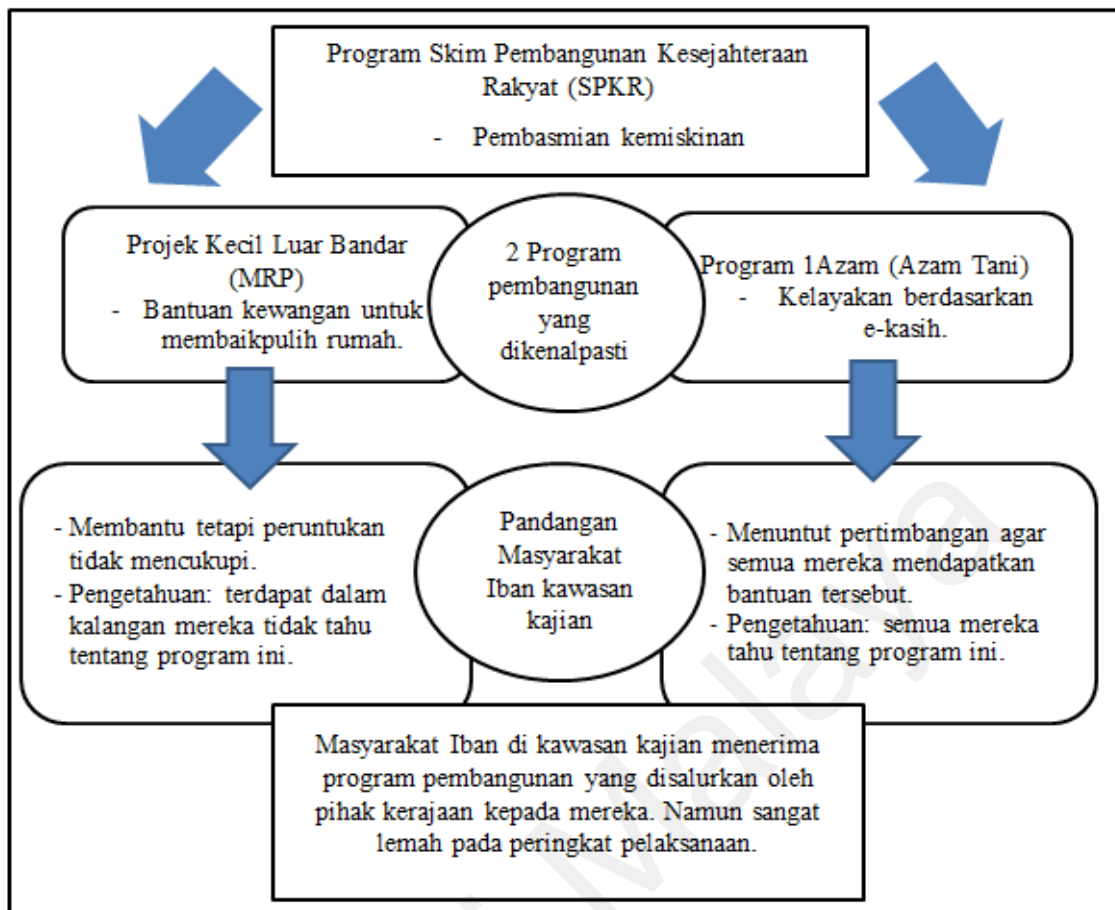 Program Skim Pembangunan Kesejahteraan
Rakyat (SPKR)
- Pembasmian kemiskinan
Projek Kecil Luar Bandar
(MRP)
- Bantuan kewangan untuk
membaikpulih rumah.
2 Program
pembangunan
yang
dikenalpasti
Program 1Azam (Azam Tani)
- Kelayakan berdasarkan
e-kasih.
- Membantu tetapi peruntukan
tidak mencukupi.
- Pengetahuan: terdapat dalam
kalangan mereka tidak tahu
tentang program ini.
Pandangan
Masyarakat
Iban kawasan
kajian
- Menuntut pertimbangan agar
semua mereka mendapatkan
bantuan tersebut.
- Pengetahuan: semua mereka
tahu tentang program ini.
Masyarakat Iban di kawasan kajian menerima
program pembangunan yang disalurkan oleh
pihak kerajaan kepada mereka. Namun sangat
lemah pada peringkat pelaksanaan.
Malaya